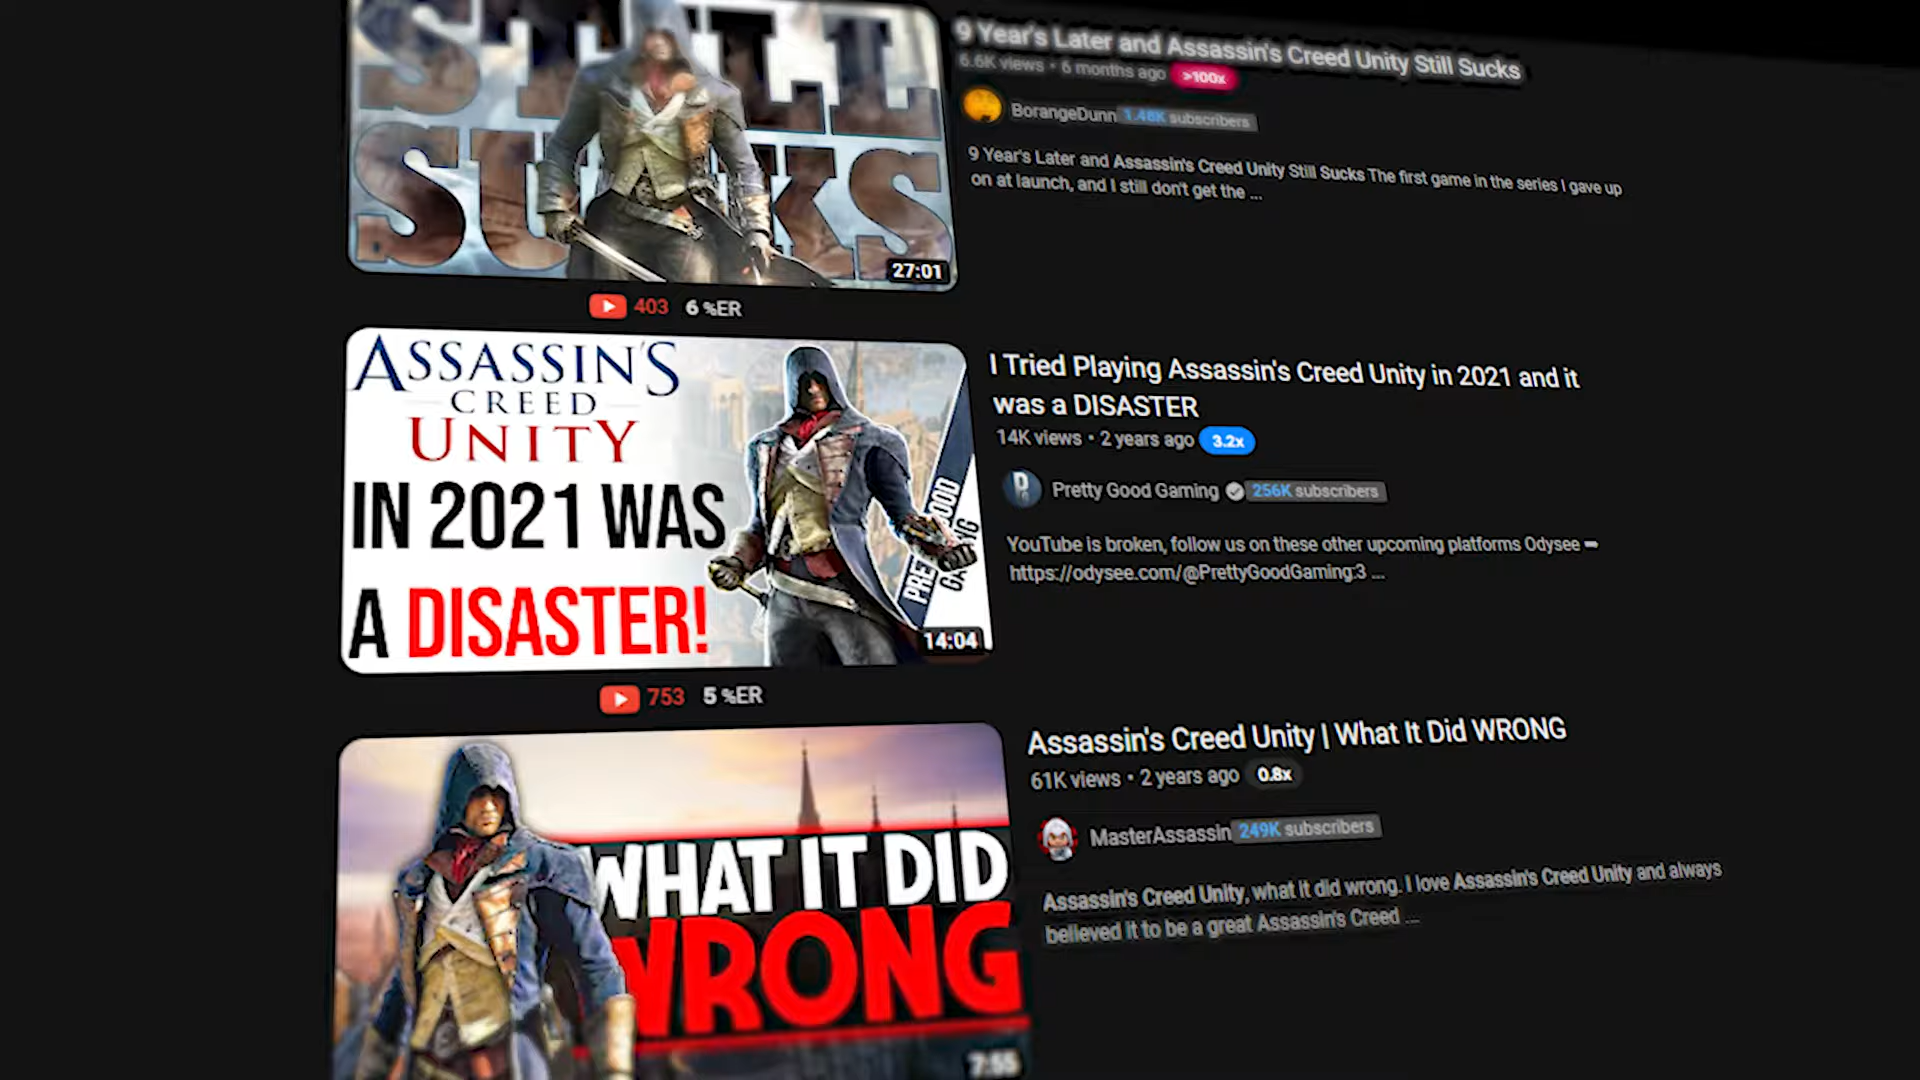 STILL
SUCKS
27:01
9 Year's Later and Assassin's Creed Unity Still Sucks
6.6K views • 6 months ago >100x
BorangeDunn 1.48K subscribers
9 Year's Later and Assassin's Creed Unity Still Sucks The first game in the series I gave up
on at launch, and I still don't get the ...
403 6 %ER
ASSASSIN'S
CREED
UNITY
IN 2021 WAS
A DISASTER!
PRETTY GOOD
GAMING
14:04
I Tried Playing Assassin's Creed Unity in 2021 and it
was a DISASTER
14K views • 2 years ago 3.2x
Pretty Good Gaming 256K subscribers
YouTube is broken, follow us on these other upcoming platforms Odysee ➡
https://odysee.com/@PrettyGoodGaming:3 ...
753 5 %ER
WHAT IT DID
WRONG
7:55
Assassin's Creed Unity | What It Did WRONG
61K views • 2 years ago 0.8x
MasterAssassin 249K subscribers
Assassin's Creed Unity, what it did wrong. I love Assassin's Creed Unity and always
believed it to be a great Assassin's Creed ...